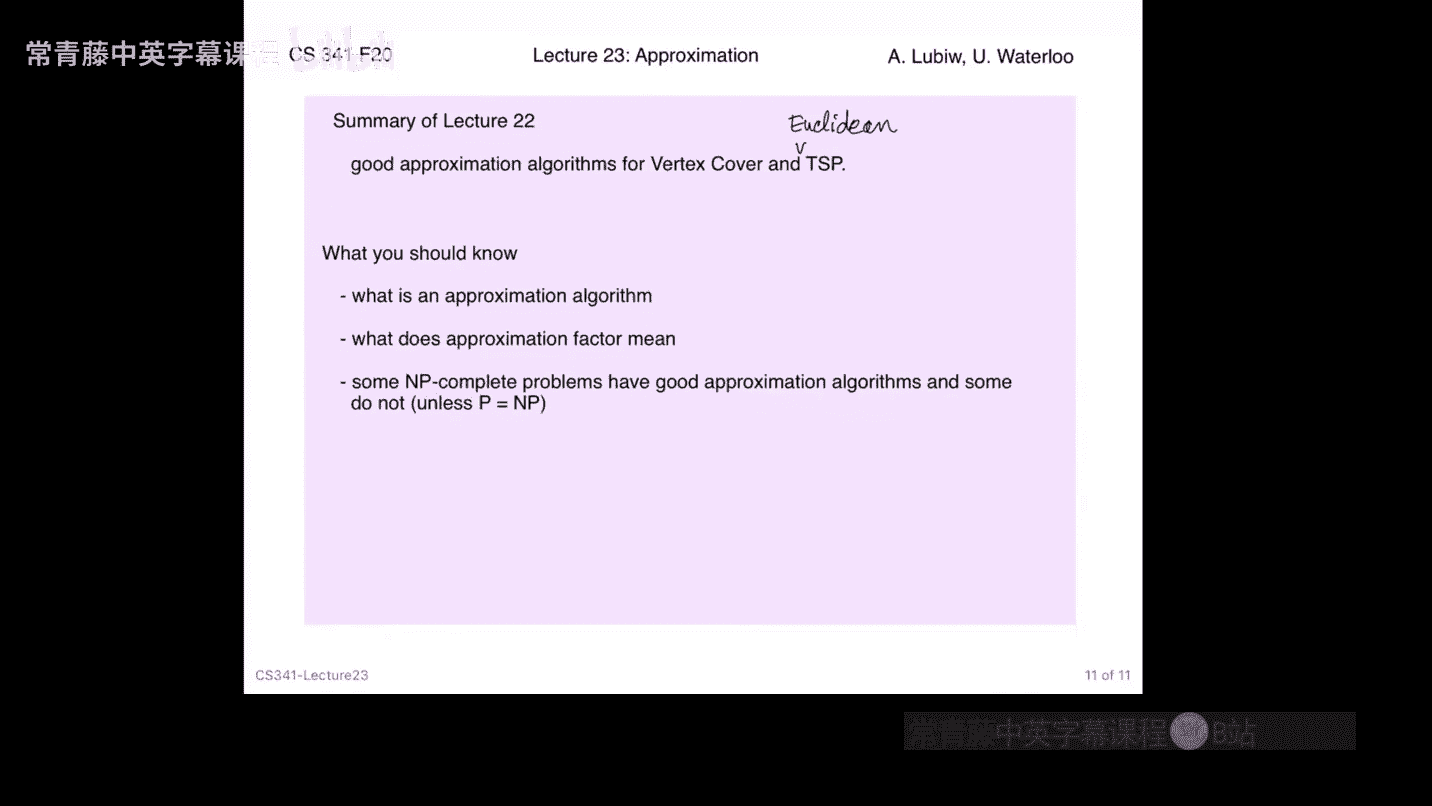 常青藤中英字幕课程
CS 341-F20
Lecture 23: Approximation
A. Lubiw, U. Waterloo
Summary of Lecture 22
Euclidean
good approximation algorithms for Vertex Cover and TSP.
What you should know
- what is an approximation algorithm
- what does approximation factor mean
- some NP-complete problems have good approximation algorithms and some
do not (unless P = NP)
CS341-Lecture23
11 of 11
常青藤中英字幕课程 B站